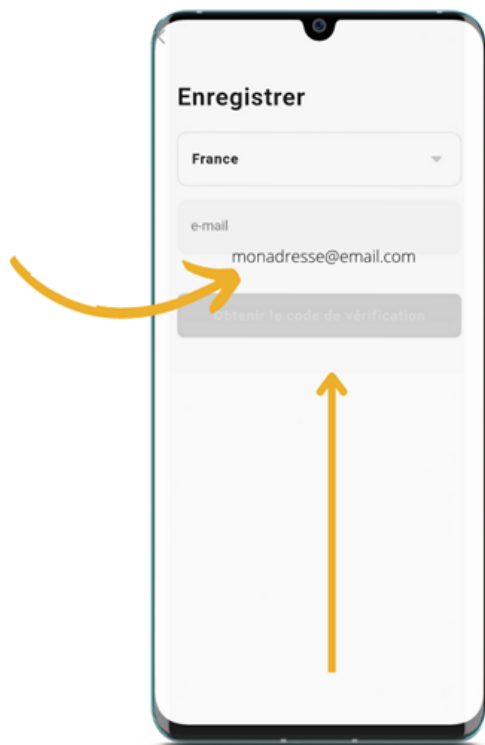 Enregistrer
France
e-mail
monadresse@email.com
Obtenir le code de vérification